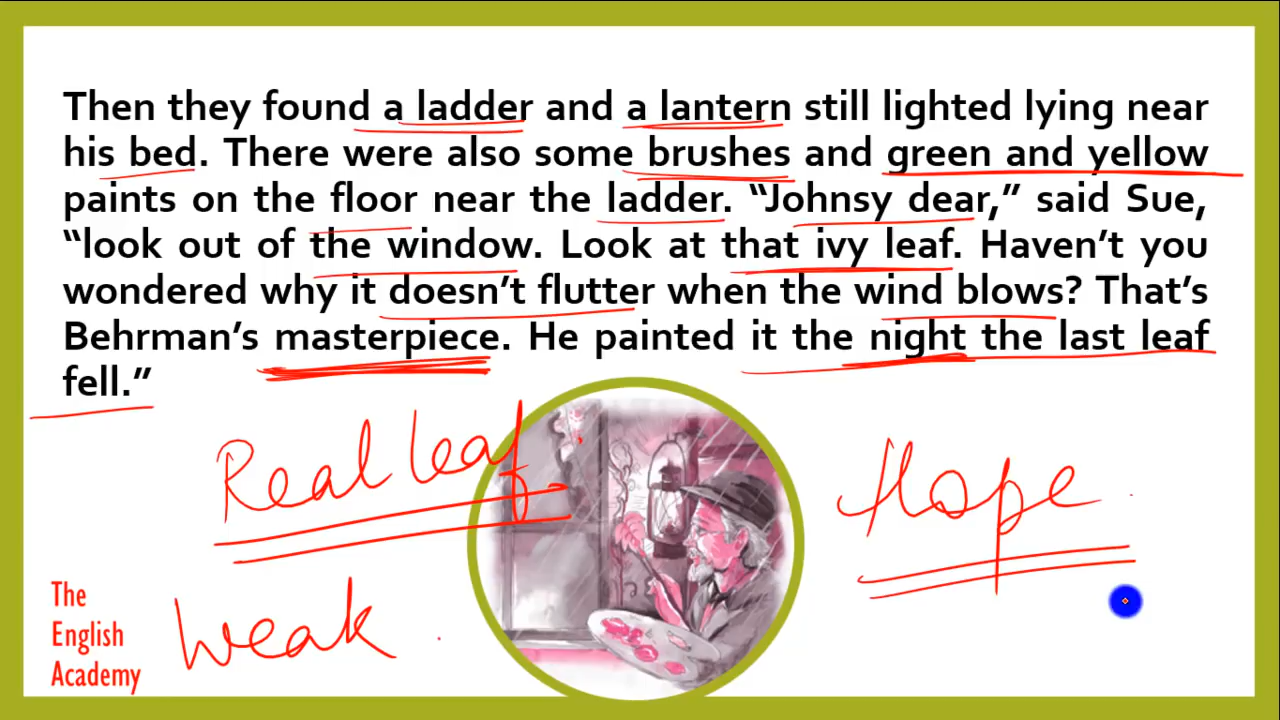 Then they found a ladder and a lantern still lighted lying near
his bed. There were also some brushes and green and yellow
paints on the floor near the ladder. “Johnsy dear,” said Sue,
“look out of the window. Look at that ivy leaf. Haven’t you
wondered why it doesn’t flutter when the wind blows? That’s
Behrman’s masterpiece. He painted it the night the last leaf
fell.”
Real leaf
Hope
Weak
The
English
Academy